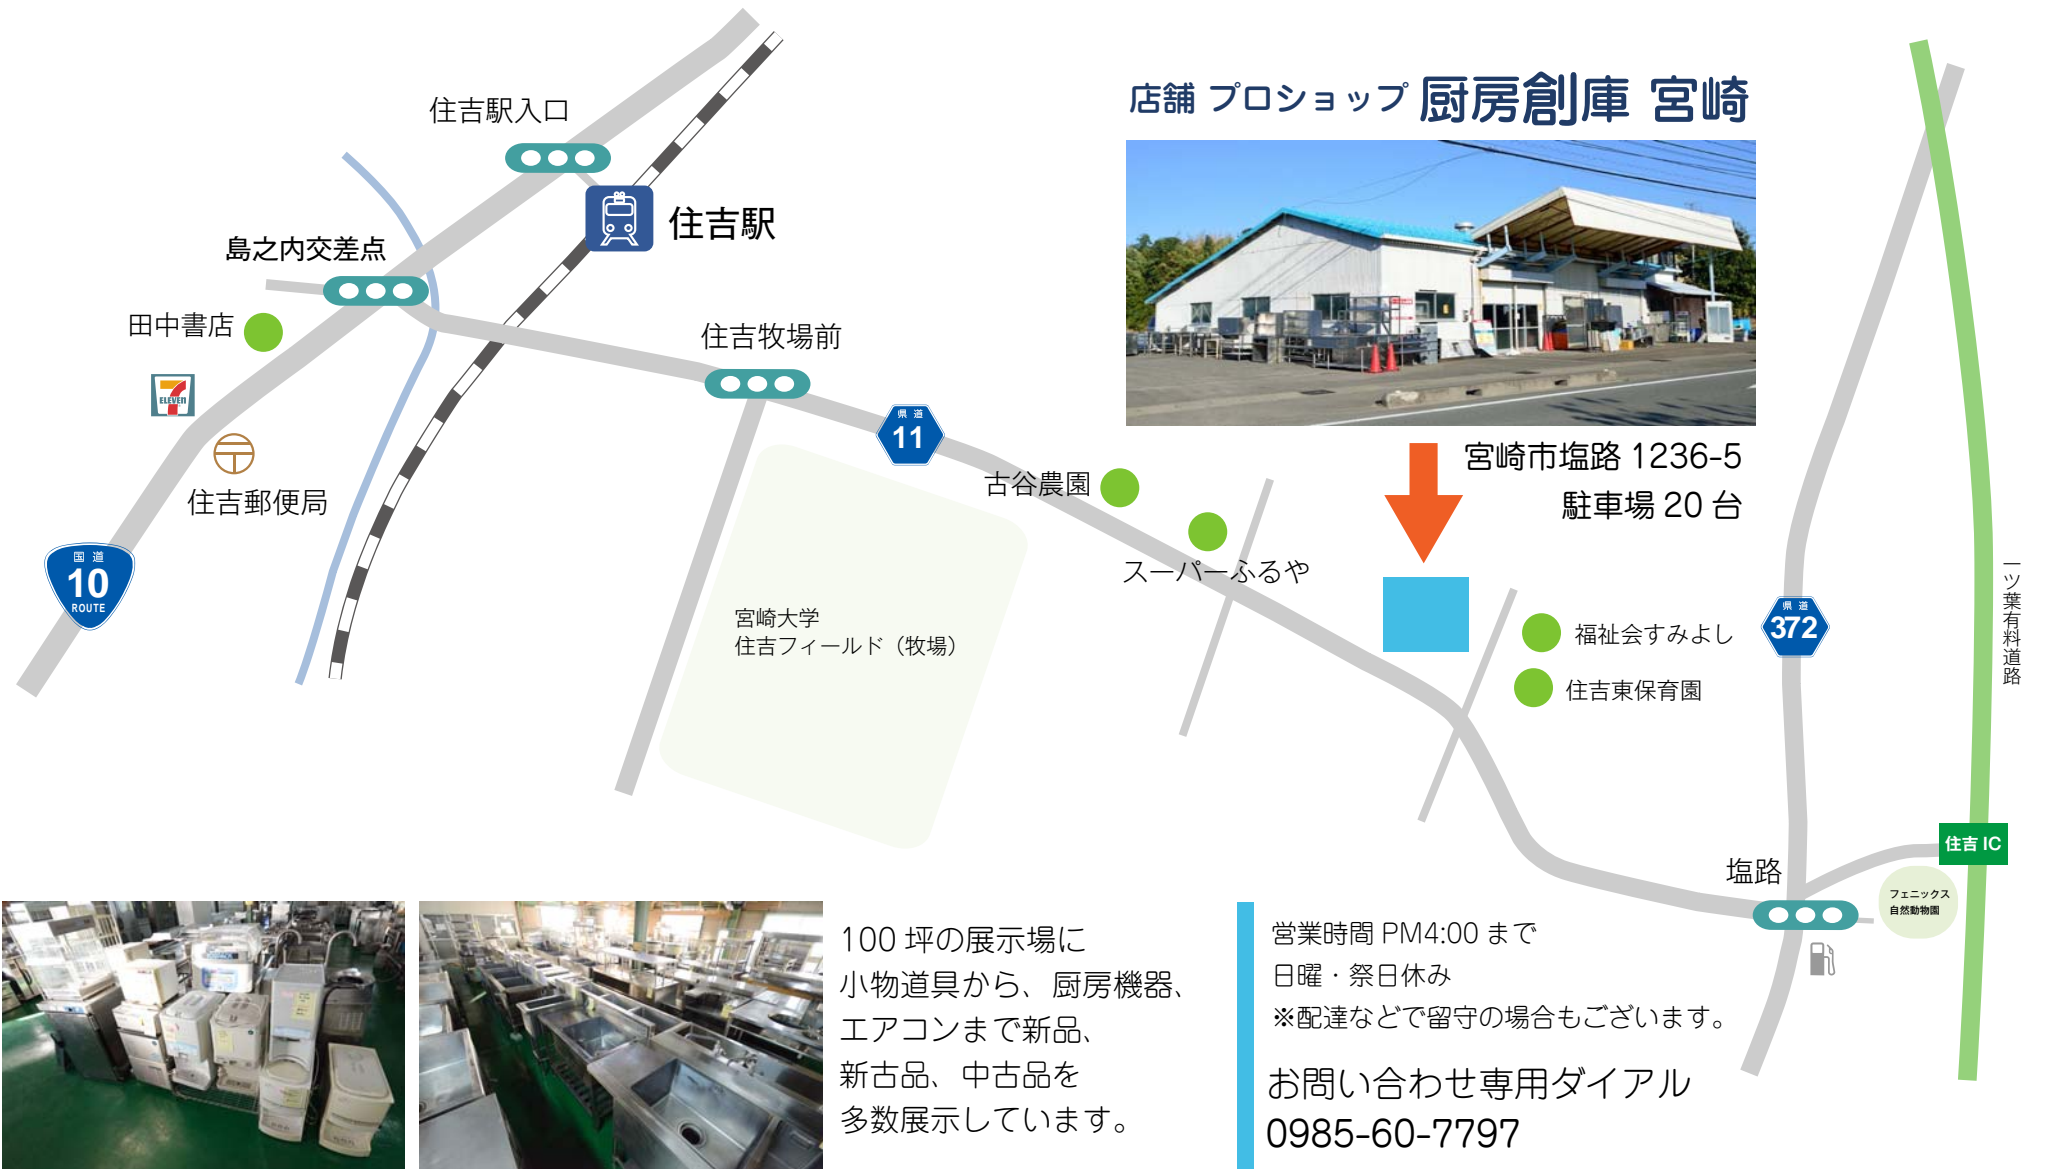 店舗 プロショップ 厨房創庫 宮崎
住吉駅入口
住吉駅
島之内交差点
田中書店
7
ELEVEn
住吉郵便局
国道
10
ROUTE
住吉牧場前
県道
11
宮崎大学
住吉フィールド（牧場）
古谷農園
スーパーふるや
宮崎市塩路 1236-5
駐車場 20 台
福祉会すみよし
住吉東保育園
県道
372
一ツ葉有料道路
住吉 IC
塩路
フェニックス
自然動物園
100 坪の展示場に
小物道具から、厨房機器、
エアコンまで新品、
新古品、中古品を
多数展示しています。
営業時間 PM4:00 まで
日曜・祭日休み
※配達などで留守の場合もございます。
お問い合わせ専用ダイアル
0985-60-7797